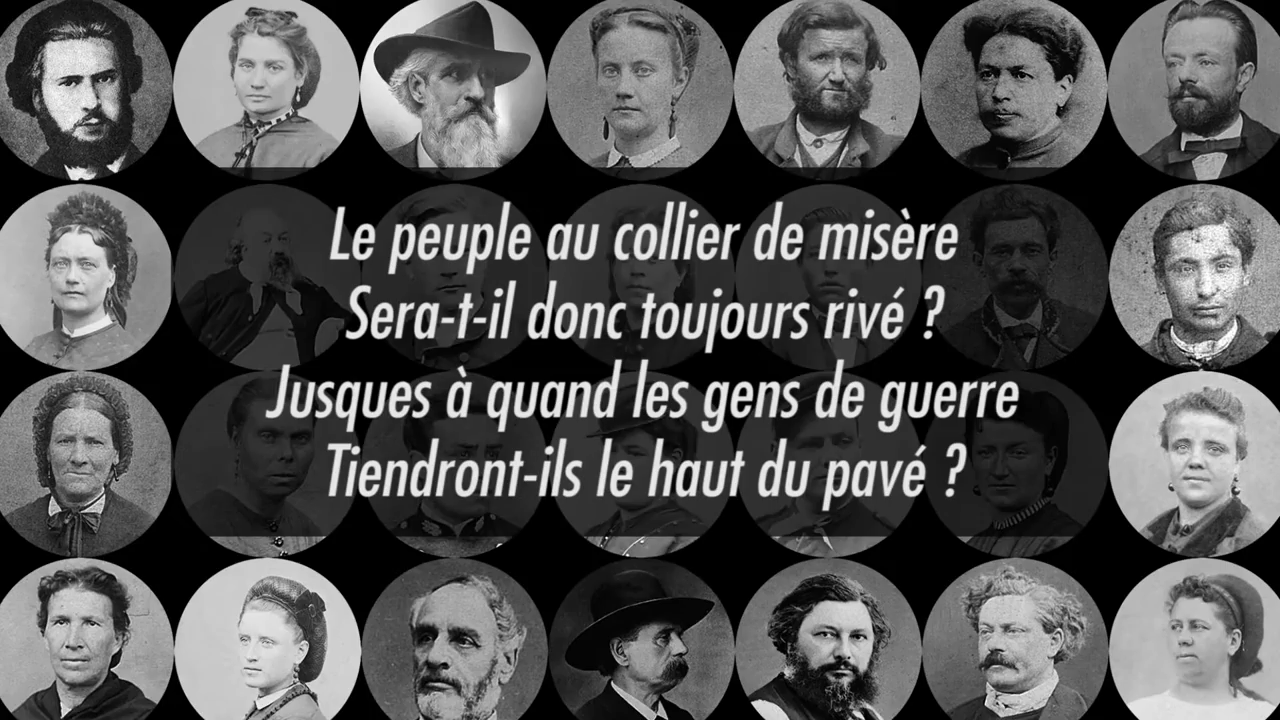 Le peuple au collier de misère
Sera-t-il donc toujours rivé ?
Jusques à quand les gens de guerre
Tiendront-ils le haut du pavé ?